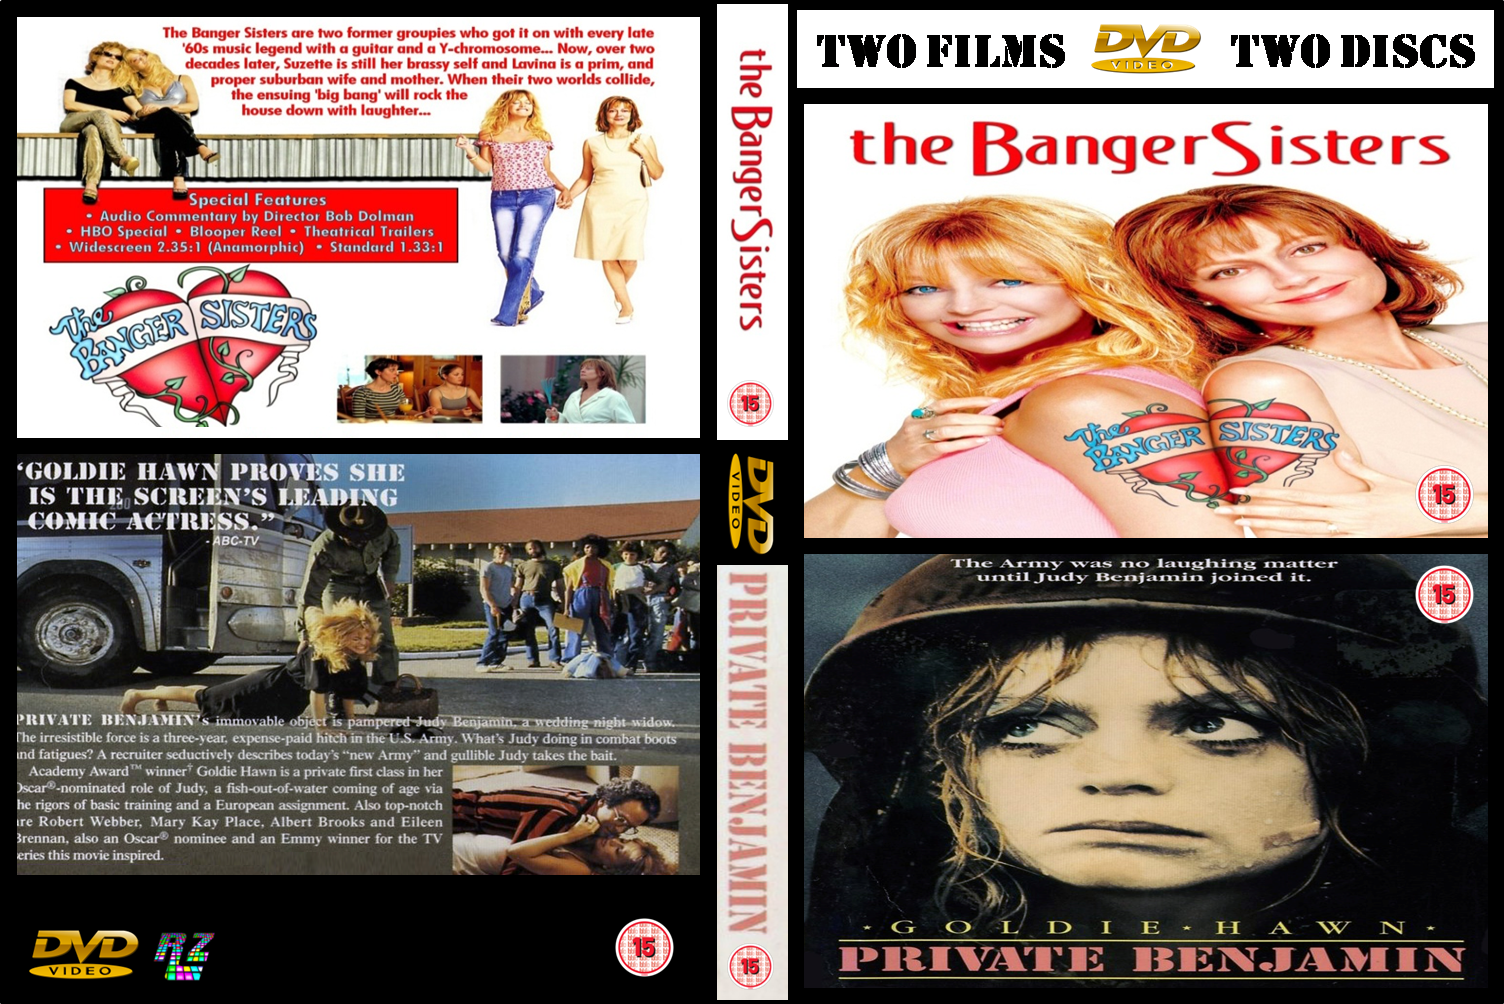 The Banger Sisters are two former groupies who got it on with every late
'60s music legend with a guitar and a Y-chromosome... Now, over two
decades later, Suzette is still her brassy self and Lavina is a prim, and
proper suburban wife and mother. When their two worlds collide,
the ensuing 'big bang' will rock the
house down with laughter...
Special Features
• Audio Commentary by Director Bob Dolman
• HBO Special • Blooper Reel • Theatrical Trailers
• Widescreen 2.35:1 (Anamorphic) • Standard 1.33:1
The
BANGER SISTERS
"GOLDIE HAWN PROVES SHE
IS THE SCREEN'S LEADING
COMIC ACTRESS."
- ABC-TV
PRIVATE BENJAMIN's immovable object is pampered Judy Benjamin, a wedding night widow.
The irresistible force is a three-year, expense-paid hitch in the U.S. Army. What's Judy doing in combat boots
and fatigues? A recruiter seductively describes today's "new Army" and gullible Judy takes the bait.
Academy Award™ winner† Goldie Hawn is a private first class in her
Oscar®-nominated role of Judy, a fish-out-of-water coming of age via
the rigors of basic training and a European assignment. Also top-notch
are Robert Webber, Mary Kay Place, Albert Brooks and Eileen
Brennan, also an Oscar® nominee and an Emmy winner for the TV
series this movie inspired.
DVD
VIDEO
RZ
15
the Banger Sisters
15
DVD
VIDEO
PRIVATE BENJAMIN
15
TWO FILMS
DVD
VIDEO
TWO DISCS
the Banger Sisters
The
BANGER SISTERS
15
The Army was no laughing matter
until Judy Benjamin joined it.
15
★ GOLDIE ★ HAWN ★
PRIVATE BENJAMIN